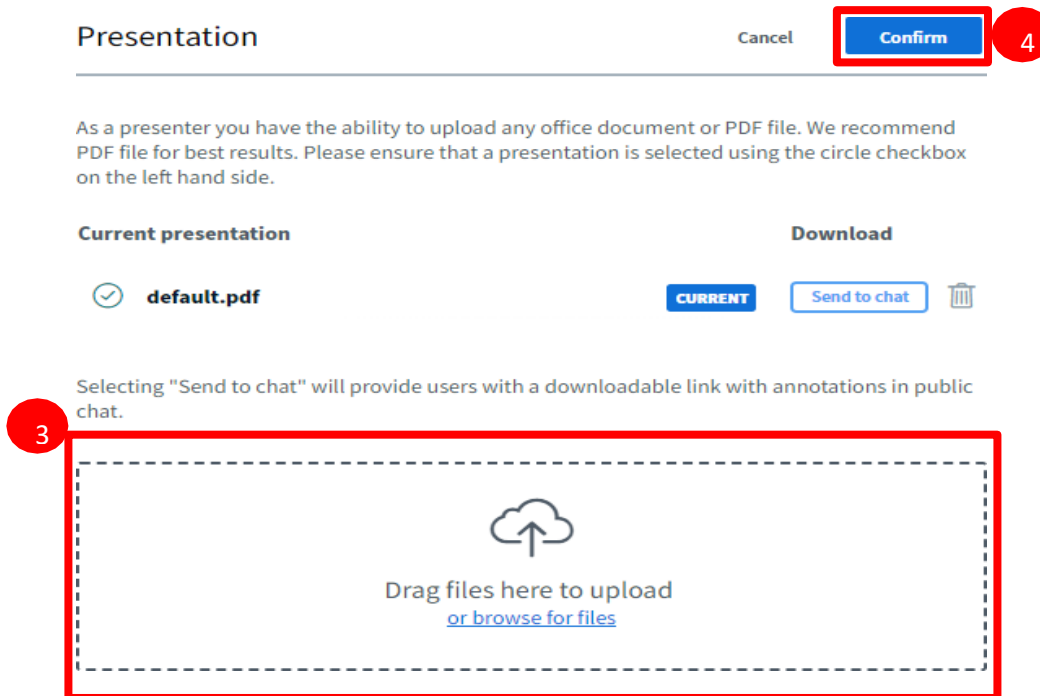 Presentation
Cancel
Confirm
4
As a presenter you have the ability to upload any office document or PDF file. We recommend
PDF file for best results. Please ensure that a presentation is selected using the circle checkbox
on the left hand side.
Current presentation
Download
default.pdf
CURRENT
Send to chat
Selecting "Send to chat" will provide users with a downloadable link with annotations in public
chat.
3
Drag files here to upload
or browse for files